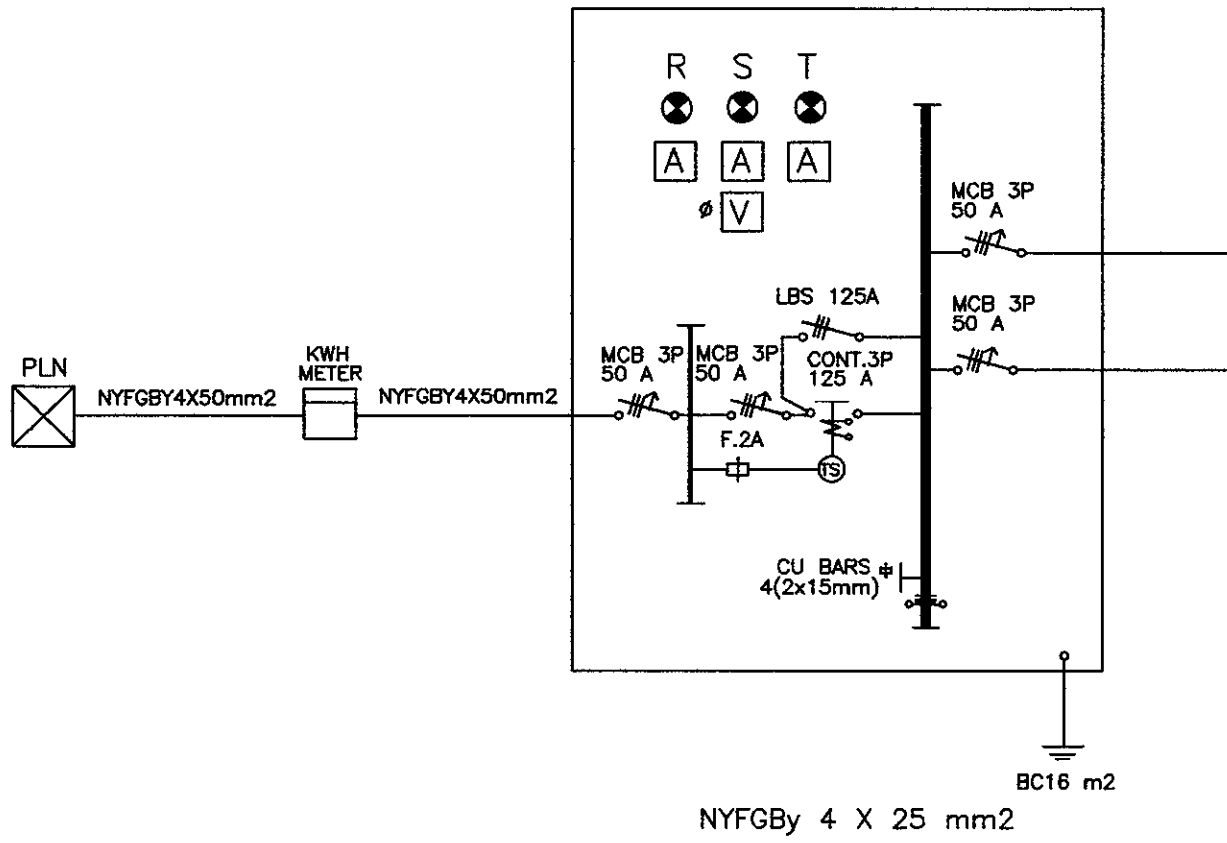 R S T
A A A
ø V
MCB 3P
50 A
LBS 125A
MCB 3P
50 A
PLN
KWH
METER
MCB 3P
50 A
MCB 3P
50 A
CONT.3P
125 A
NYFGBY4X50mm2
NYFGBY4X50mm2
F.2A
TS
CU BARS
4(2x15mm)
BC16 m2
NYFGBy 4 X 25 mm2